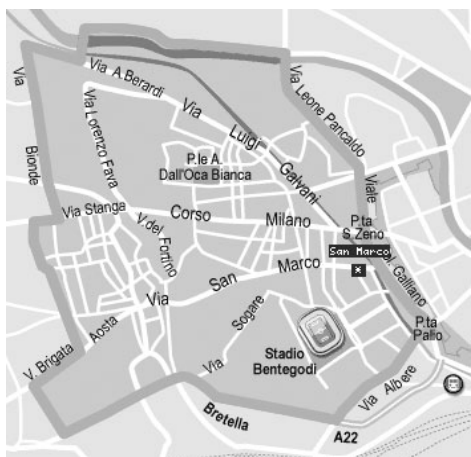 Via A.Berardi
Via
Luigi
Galvani
Via Leone Pancaldo
Viale
Via
Bionde
Via Lorenzo Fava
P.le A.
Dall'Oca Bianca
Via Stanga
Corso
Milano
V.del Fortino
P.ta
S.Zeno
San Marco
Col. Galliano
Via
San
Marco
Aosta
V. Brigata
Via
Sogare
Stadio
Bentegodi
P.ta
Palio
Via Albere
Bretella
A22